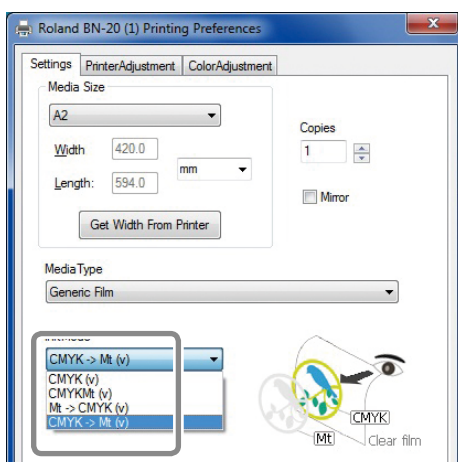 Roland BN-20 (1) Printing Preferences
Settings PrinterAdjustment ColorAdjustment
Media Size
A2
Width 420.0
mm
Length: 594.0
Get Width From Printer
Copies
1
Mirror
MediaType
Generic Film
CMYK -> Mt (v)
CMYK (v)
CMYKMt (v)
Mt -> CMYK (v)
CMYK -> Mt (v)
CMYK
Mt
Clear film